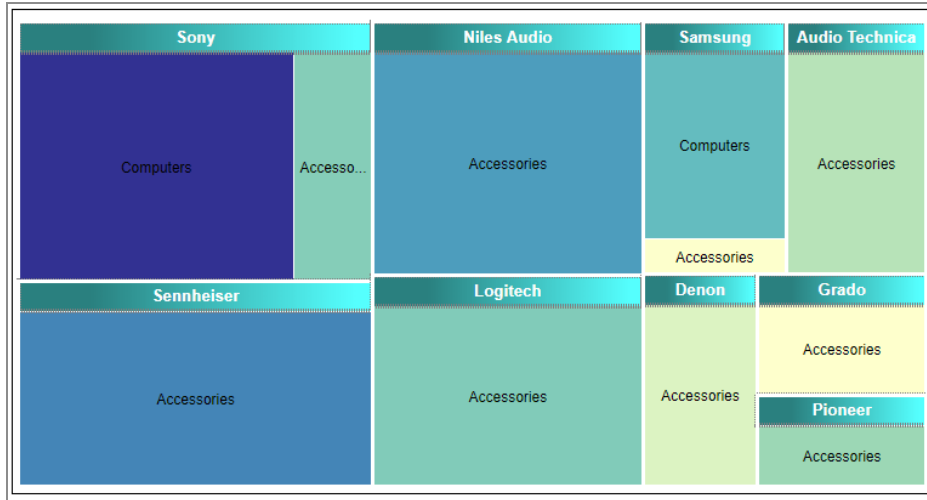 Sony
Computers
Accesso...
Niles Audio
Accessories
Samsung
Computers
Accessories
Audio Technica
Accessories
Sennheiser
Accessories
Logitech
Accessories
Denon
Accessories
Grado
Accessories
Pioneer
Accessories